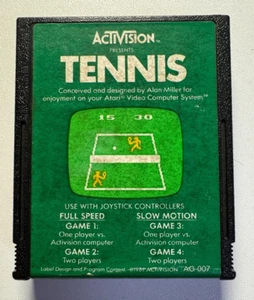 ACTIVISION™
PRESENTS
TENNIS
Conceived and designed by Alan Miller for
enjoyment on your Atari® Video Computer System™
15 30
USE WITH JOYSTICK CONTROLLERS
FULL SPEED
GAME 1:
One player vs.
Activision computer
GAME 2:
Two players
SLOW MOTION
GAME 3:
One player vs.
Activision computer
GAME 4:
Two players
Label Design and Program Content ACTIVISION AG-007